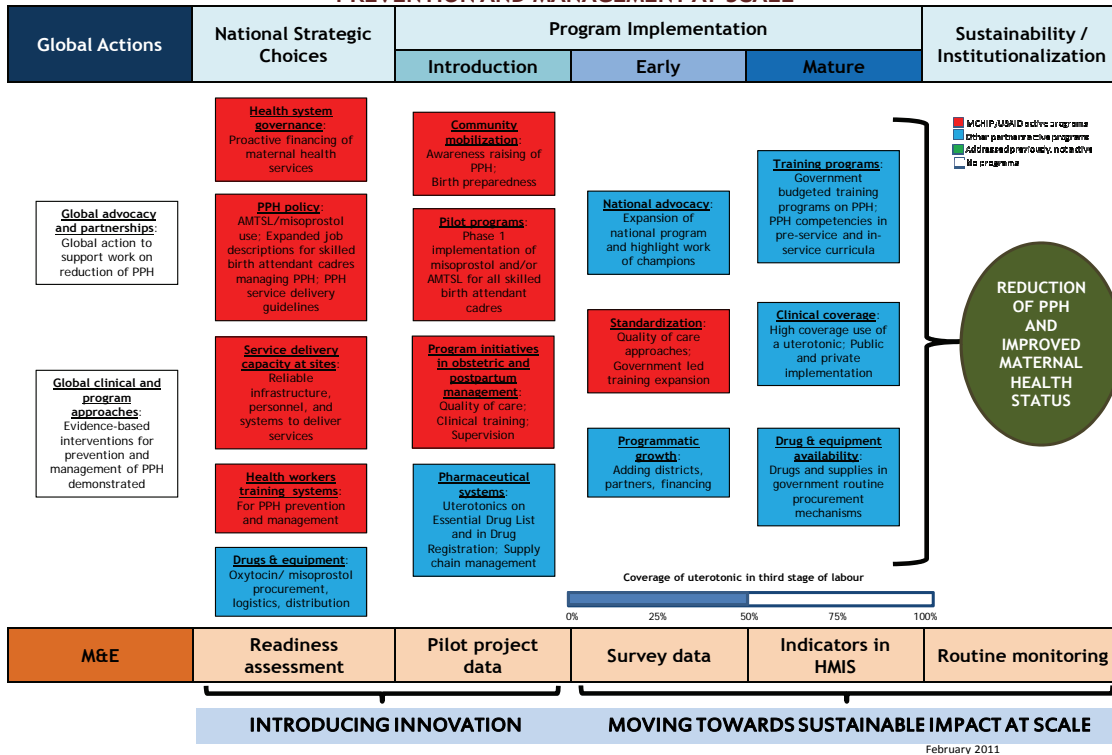 PREVENTION AND MANAGEMENT AT SCALE
Global Actions
National Strategic
Choices
Program Implementation
Introduction
Early
Mature
Sustainability /
Institutionalization
Global advocacy
and partnerships:
Global action to
support work on
reduction of PPH
Global clinical and
program
approaches:
Evidence-based
interventions for
prevention and
management of PPH
demonstrated
Health system
governance:
Proactive financing of
maternal health
services
PPH policy:
AMTSL/misoprostol
use; Expanded job
descriptions for skilled
birth attendant cadres
managing PPH; PPH
service delivery
guidelines
Service delivery
capacity at sites:
Reliable
infrastructure,
personnel, and
systems to deliver
services
Health workers
training systems:
For PPH prevention
and management
Drugs & equipment:
Oxytocin/ misoprostol
procurement,
logistics, distribution
Community
mobilization:
Awareness raising of
PPH;
Birth preparedness
Pilot programs:
Phase 1
implementation of
misoprostol and/or
AMTSL for all skilled
birth attendant
cadres
Program initiatives
in obstetric and
postpartum
management:
Quality of care;
Clinical training;
Supervision
Pharmaceutical
systems:
Uterotonics on
Essential Drug List
and in Drug
Registration; Supply
chain management
National advocacy:
Expansion of
national program
and highlight work
of champions
Standardization:
Quality of care
approaches;
Government led
training expansion
Programmatic
growth:
Adding districts,
partners, financing
Training programs:
Government
budgeted training
programs on PPH;
PPH competencies in
pre-service and in-
service curricula
Clinical coverage:
High coverage use of
a uterotonic; Public
and private
implementation
Drug & equipment
availability:
Drugs and supplies in
government routine
procurement
mechanisms
MCHIP/USAID active programs
Other partners active programs
Addressed previously, not active
No programs
REDUCTION
OF PPH
AND
IMPROVED
MATERNAL
HEALTH
STATUS
Coverage of uterotonic in third stage of labour
0% 25% 50% 75% 100%
M&E
Readiness
assessment
Pilot project
data
Survey data
Indicators in
HMIS
Routine monitoring
INTRODUCING INNOVATION
MOVING TOWARDS SUSTAINABLE IMPACT AT SCALE
February 2011